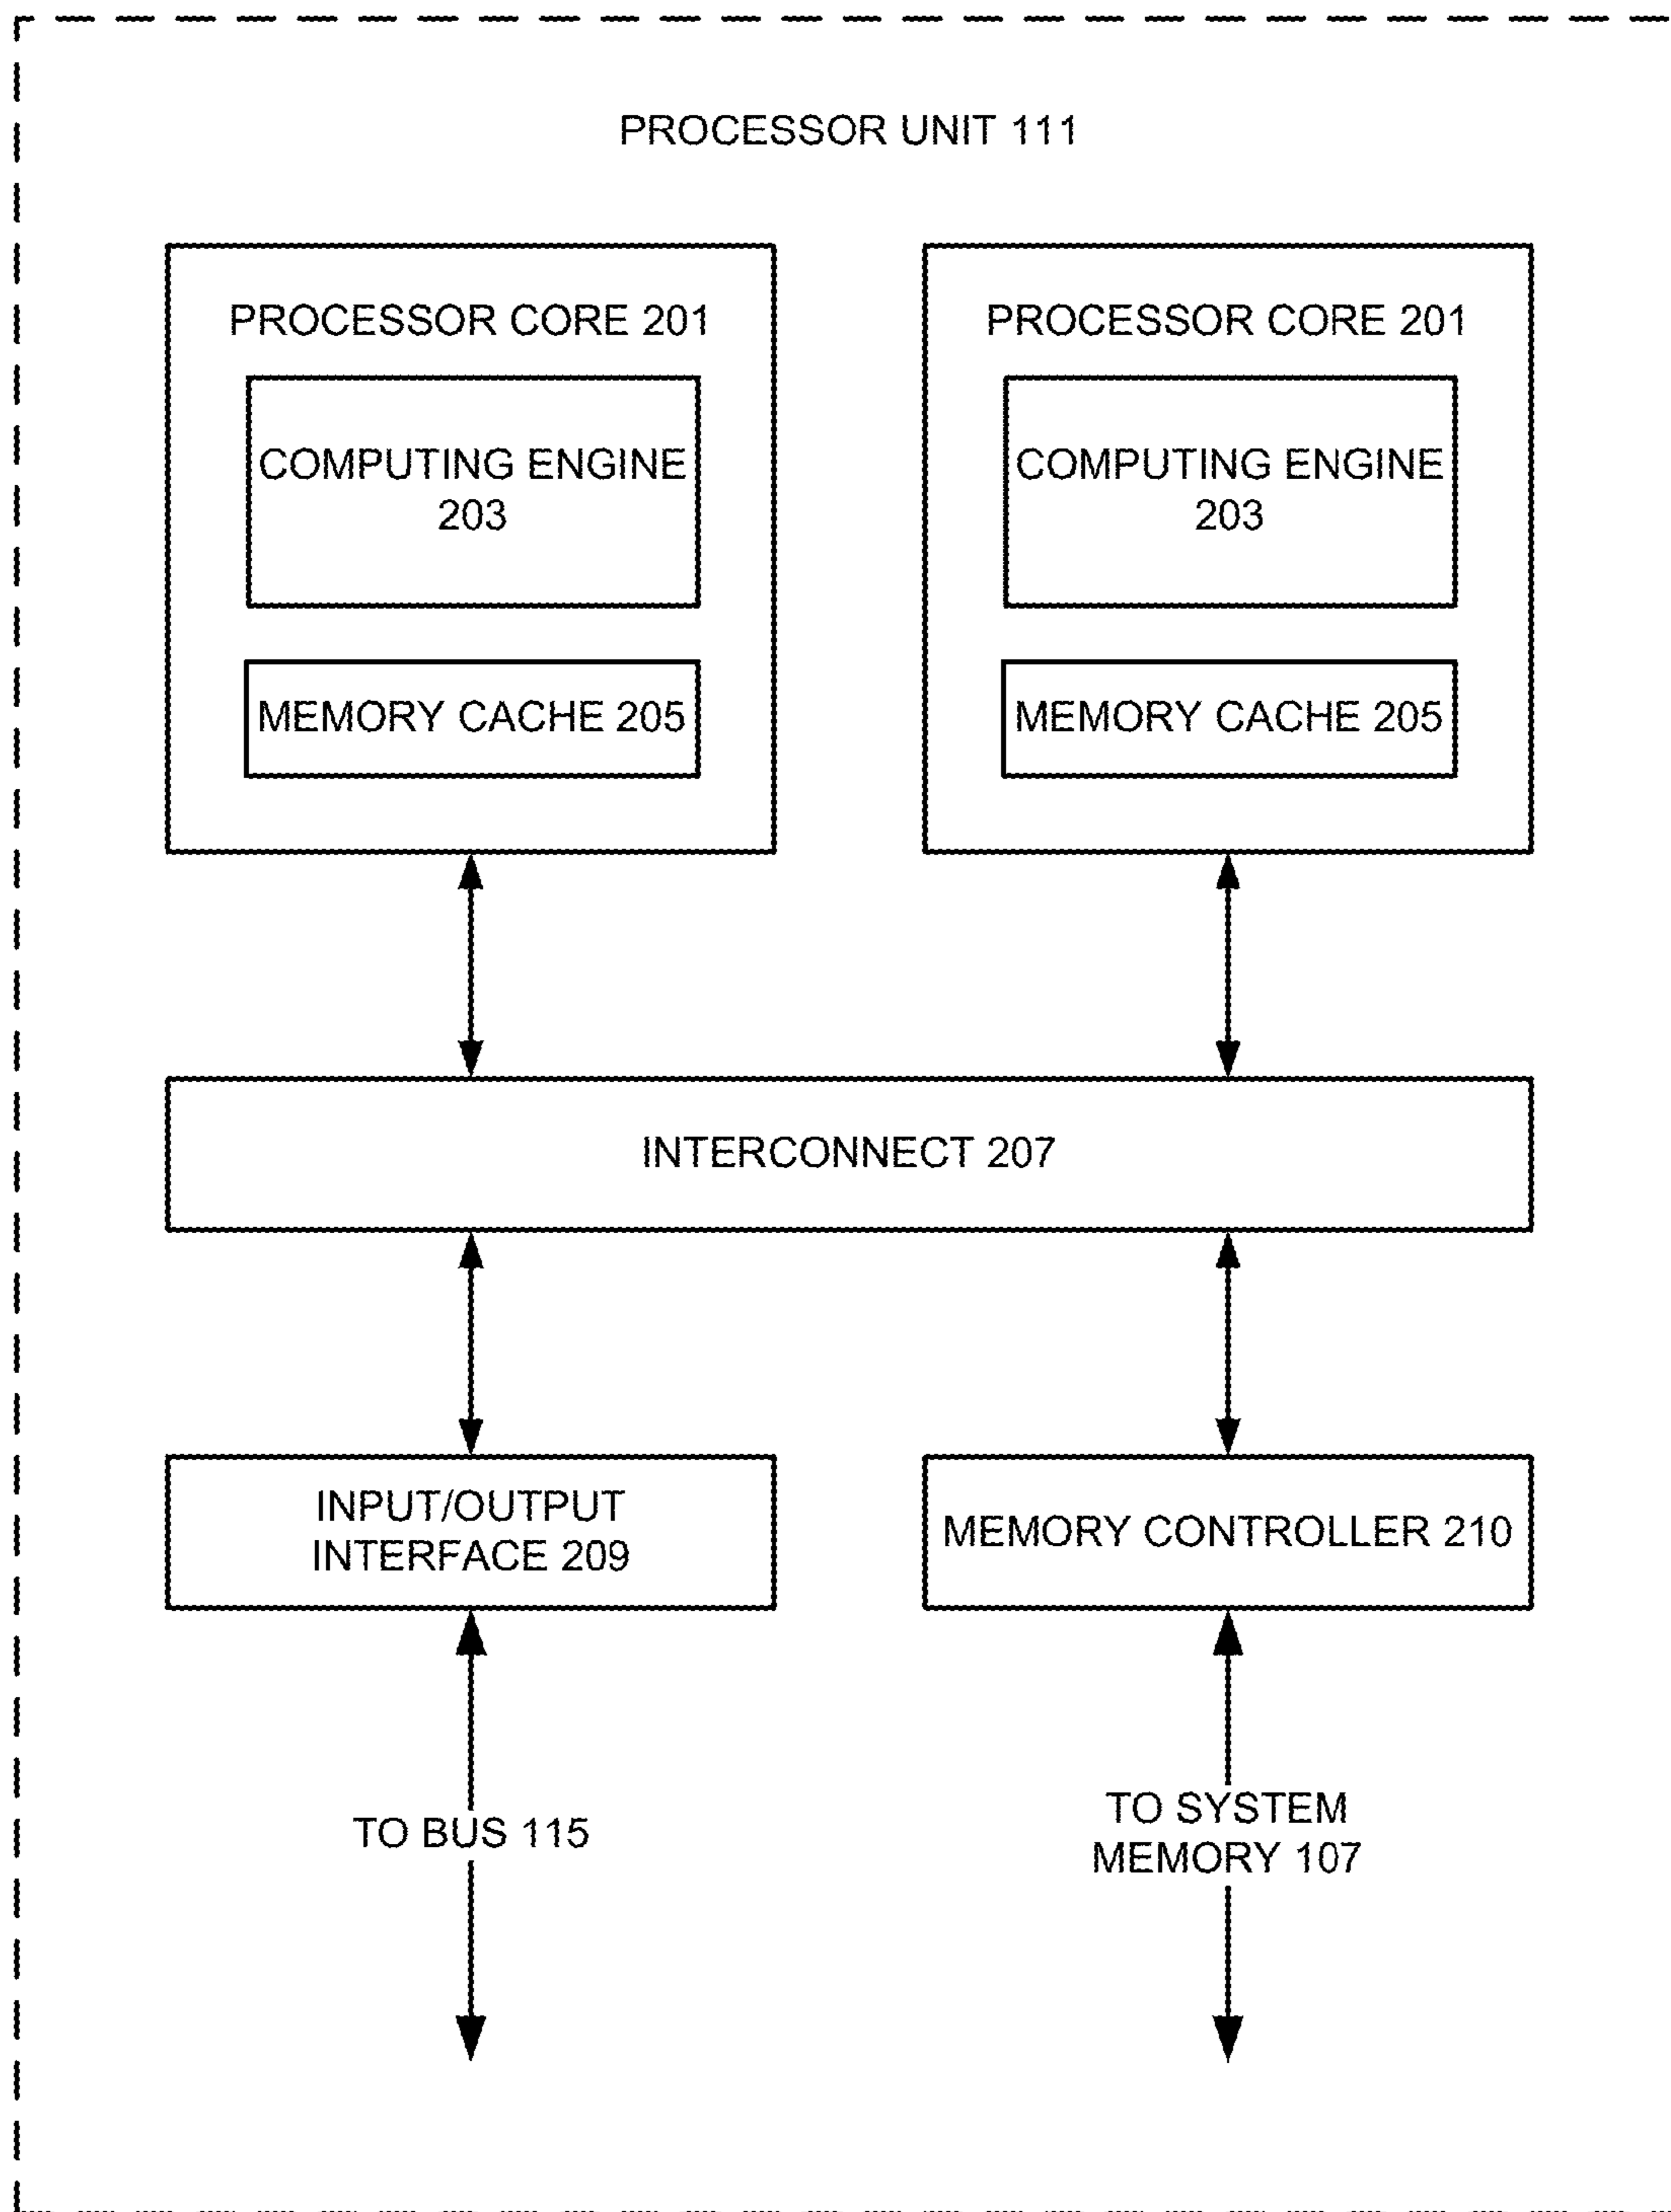 PROCESSOR UNIT 111
PROCESSOR CORE 201
COMPUTING ENGINE
203
MEMORY CACHE 205
PROCESSOR CORE 201
COMPUTING ENGINE
203
MEMORY CACHE 205
INTERCONNECT 207
INPUT/OUTPUT
INTERFACE 209
MEMORY CONTROLLER 210
TO BUS 115
TO SYSTEM
MEMORY 107